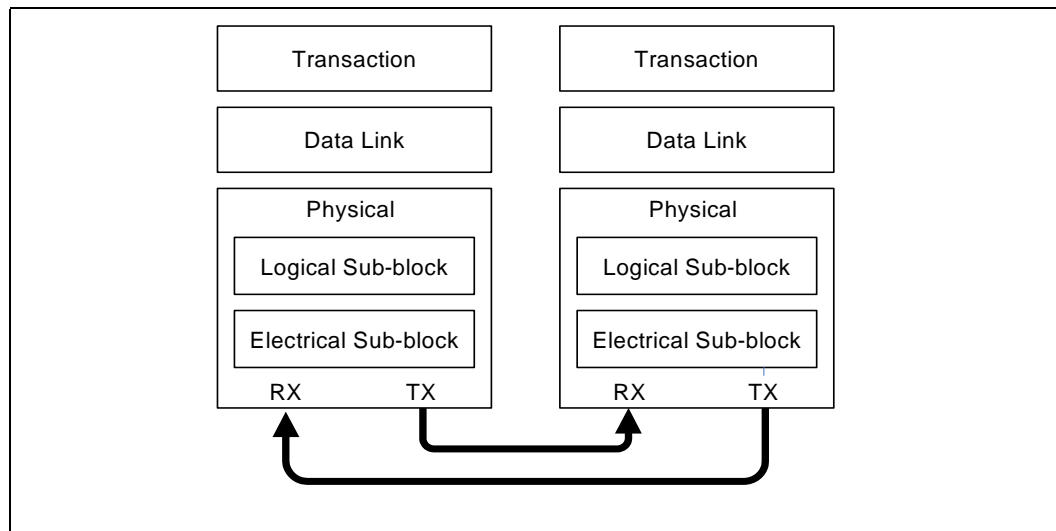 Transaction
Transaction
Data Link
Data Link
Physical
Physical
Logical Sub-block
Logical Sub-block
Electrical Sub-block
Electrical Sub-block
RX
TX
RX
TX